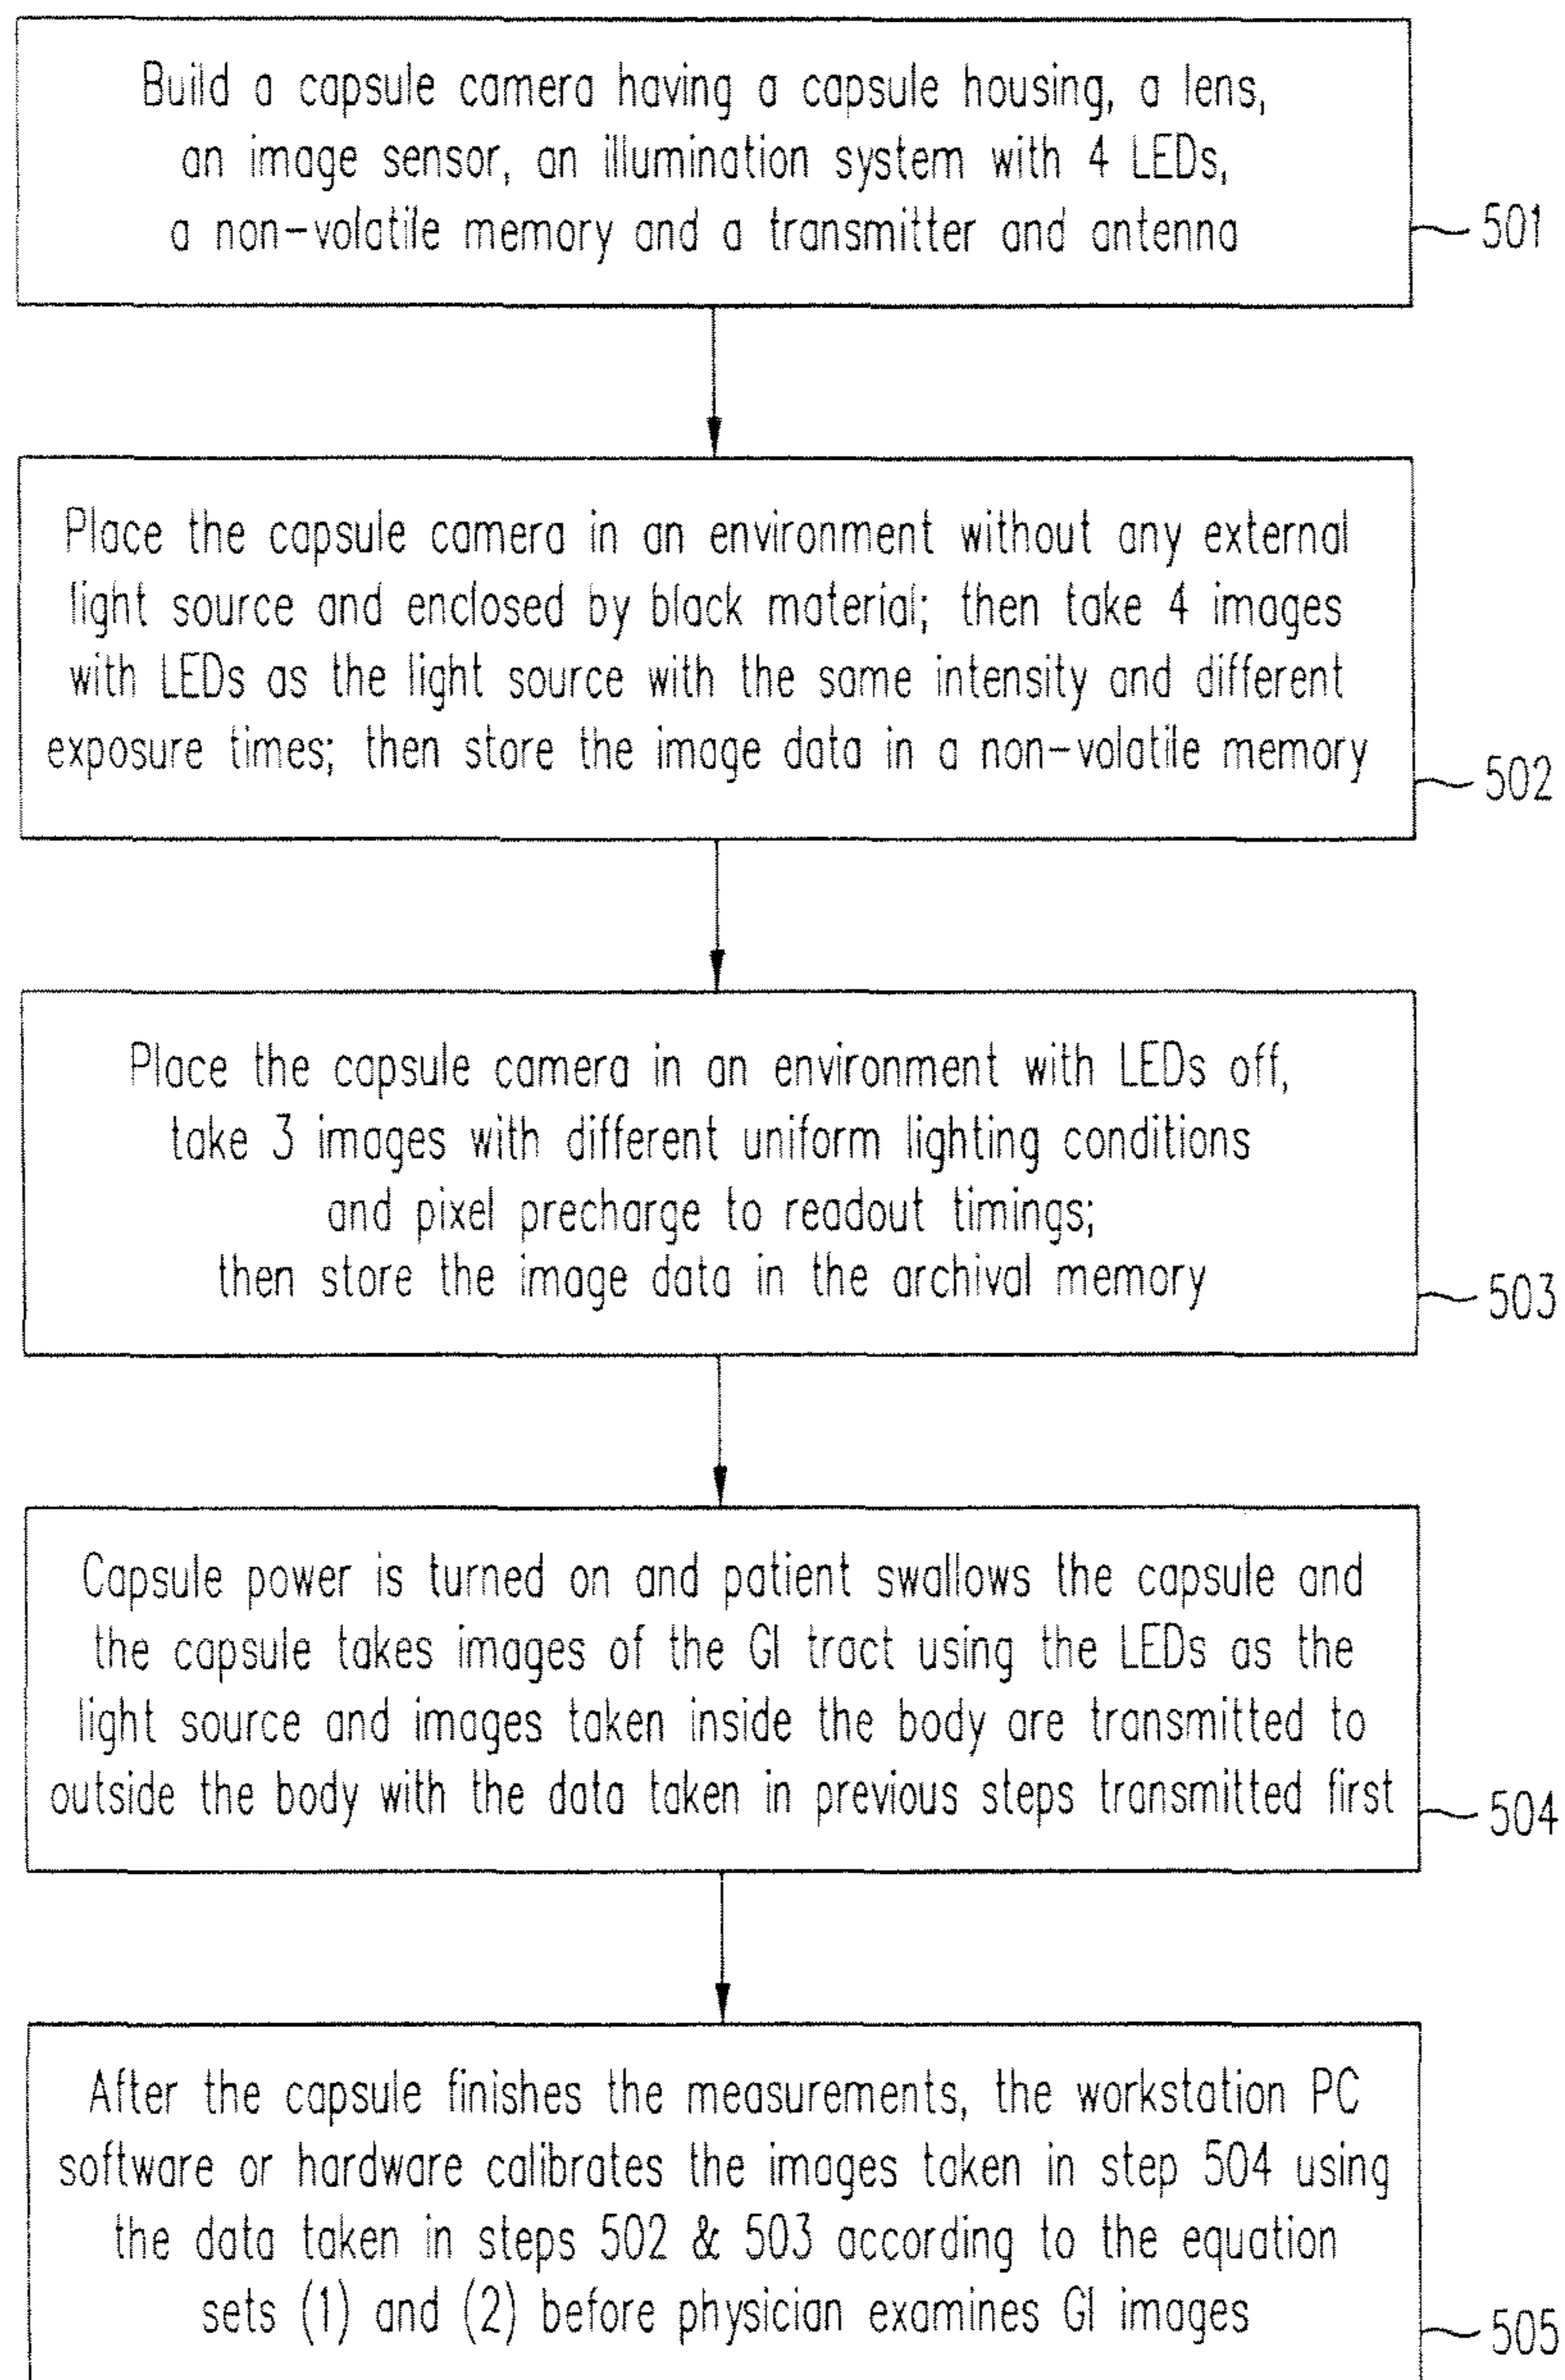 Build a capsule camera having a capsule housing, a lens,
an image sensor, an illumination system with 4 LEDs,
a non-volatile memory and a transmitter and antenna
501
Place the capsule camera in an environment without any external
light source and enclosed by black material; then take 4 images
with LEDs as the light source with the same intensity and different
exposure times; then store the image data in a non-volatile memory
502
Place the capsule camera in an environment with LEDs off,
take 3 images with different uniform lighting conditions
and pixel precharge to readout timings;
then store the image data in the archival memory
503
Capsule power is turned on and patient swallows the capsule and
the capsule takes images of the GI tract using the LEDs as the
light source and images taken inside the body are transmitted to
outside the body with the data taken in previous steps transmitted first
504
After the capsule finishes the measurements, the workstation PC
software or hardware calibrates the images taken in step 504 using
the data taken in steps 502 & 503 according to the equation
sets (1) and (2) before physician examines GI images
505